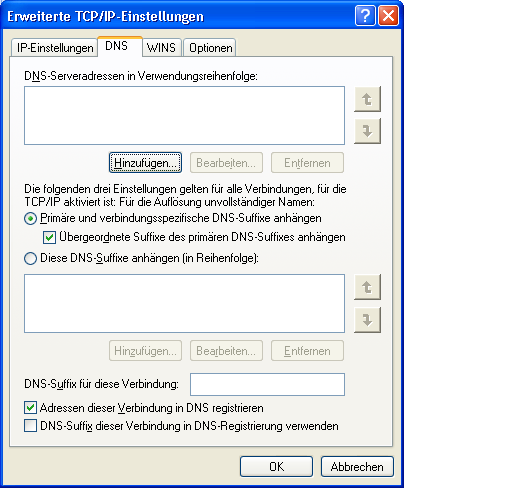 Erweiterte TCP/IP-Einstellungen
IP-Einstellungen DNS WINS Optionen
DNS-Serveradressen in Verwendungsreihenfolge:
Hinzufügen... Bearbeiten... Entfernen
Die folgenden drei Einstellungen gelten für alle Verbindungen, für die
TCP/IP aktiviert ist: Für die Auflösung unvollständiger Namen:
Primäre und verbindungsspezifische DNS-Suffixe anhängen
Übergeordnete Suffixe des primären DNS-Suffixes anhängen
Diese DNS-Suffixe anhängen (in Reihenfolge):
Hinzufügen... Bearbeiten... Entfernen
DNS-Suffix für diese Verbindung:
Adressen dieser Verbindung in DNS registrieren
DNS-Suffix dieser Verbindung in DNS-Registrierung verwenden
OK Abbrechen